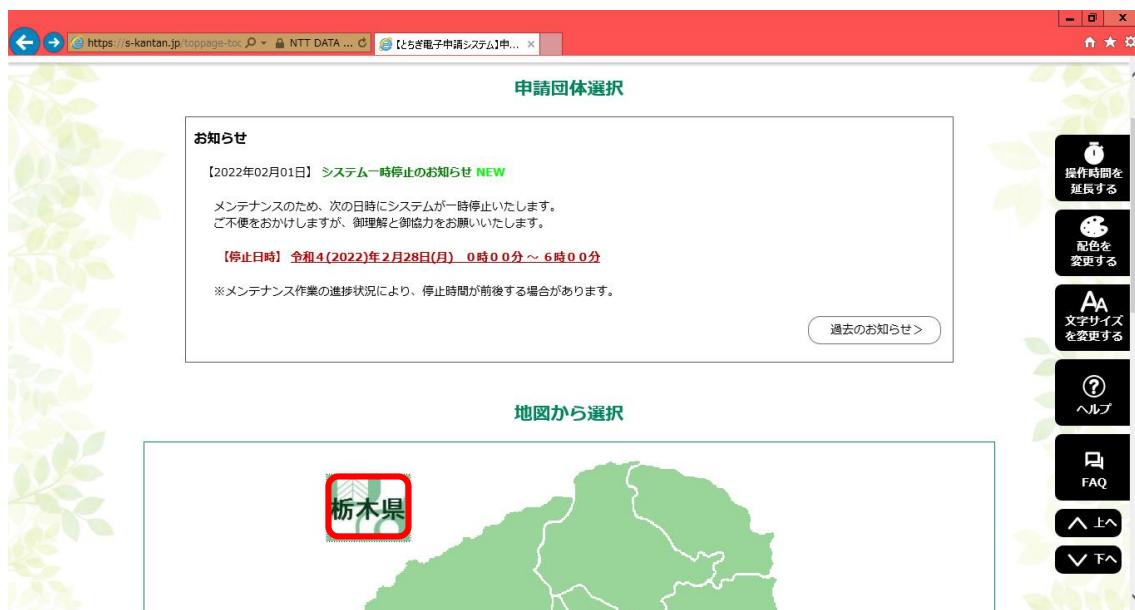 https://s-kantan.jp/toppage-toc
NTT DATA ...
【とちぎ電子申請システム】申...
申請団体選択
お知らせ
【2022年02月01日】 システム一時停止のお知らせ NEW
メンテナンスのため、次の日時にシステムが一時停止いたします。
ご不便をおかけしますが、御理解と御協力をお願いいたします。
【停止日時】 令和４(2022)年２月28日(月)　０時００分 ～ ６時００分
※メンテナンス作業の進捗状況により、停止時間が前後する場合があります。
過去のお知らせ＞
地図から選択
栃木県
操作時間を
延長する
配色を
変更する
AA
文字サイズ
を変更する
?
ヘルプ
FAQ
上へ
下へ